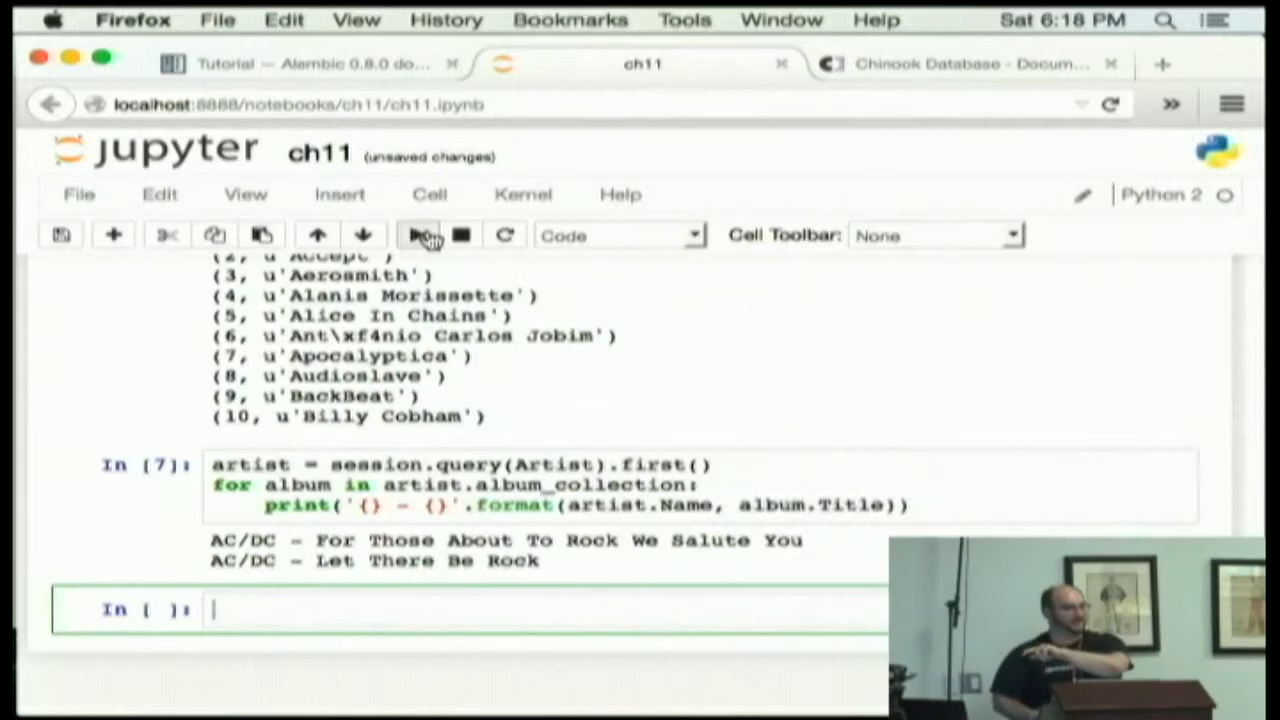 Firefox File Edit View History Bookmarks Tools Window Help Sat 6:18 PM
Tutorial — Alembic 0.8.0 do... ch11 Chinook Database - Docum...
localhost:8888/notebooks/ch11/ch11.ipynb
jupyter ch11 (unsaved changes)
File Edit View Insert Cell Kernel Help Python 2
Code Cell Toolbar: None
(2, u'Accept')
(3, u'Aerosmith')
(4, u'Alanis Morissette')
(5, u'Alice In Chains')
(6, u'Ant\xf4nio Carlos Jobim')
(7, u'Apocalyptica')
(8, u'Audioslave')
(9, u'BackBeat')
(10, u'Billy Cobham')
In [7]: artist = session.query(Artist).first()
for album in artist.album_collection:
print('{} - {}'.format(artist.Name, album.Title))
AC/DC - For Those About To Rock We Salute You
AC/DC - Let There Be Rock
In [ ]: